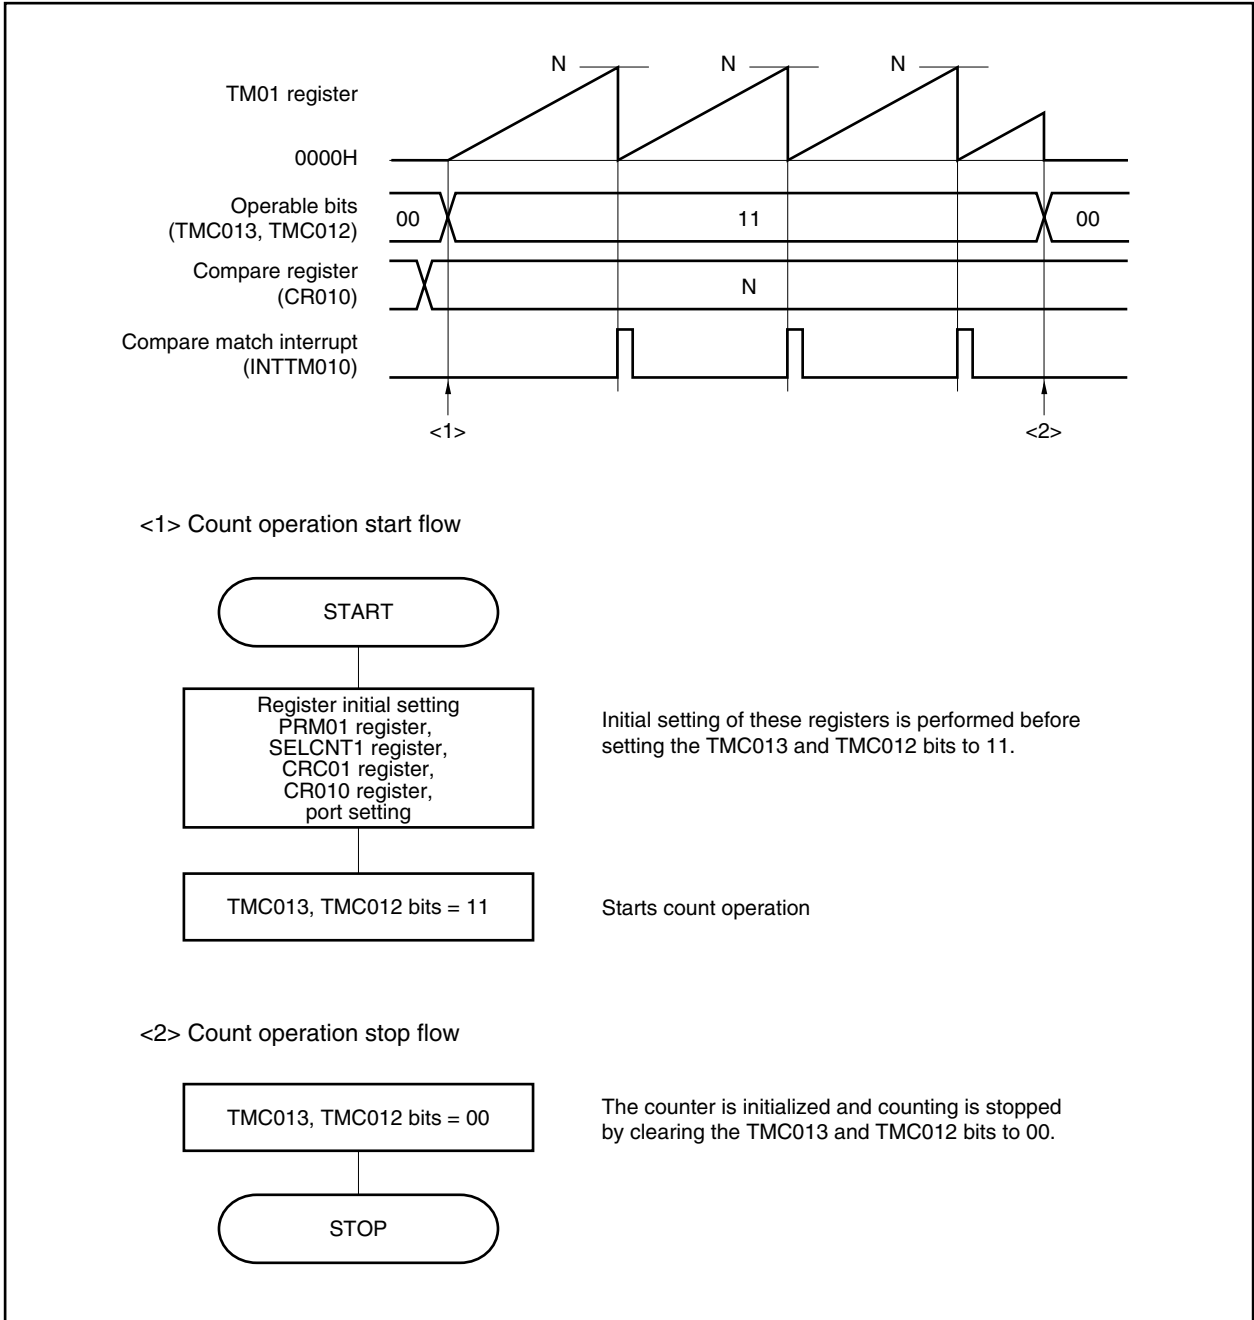 N N N
TM01 register
0000H
Operable bits
(TMC013, TMC012)
00 11 00
Compare register
(CR010)
N
Compare match interrupt
(INTTM010)
<1> <2>
<1> Count operation start flow
START
Register initial setting
PRM01 register,
SELCNT1 register,
CRC01 register,
CR010 register,
port setting
Initial setting of these registers is performed before
setting the TMC013 and TMC012 bits to 11.
TMC013, TMC012 bits = 11
Starts count operation
<2> Count operation stop flow
TMC013, TMC012 bits = 00
The counter is initialized and counting is stopped
by clearing the TMC013 and TMC012 bits to 00.
STOP